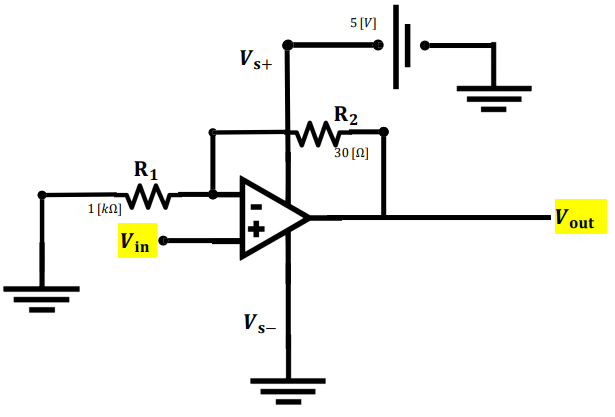 5 [V]
Vs+
R2
30 [Ω]
R1
1 [kΩ]
-
+
Vin
Vout
Vs−